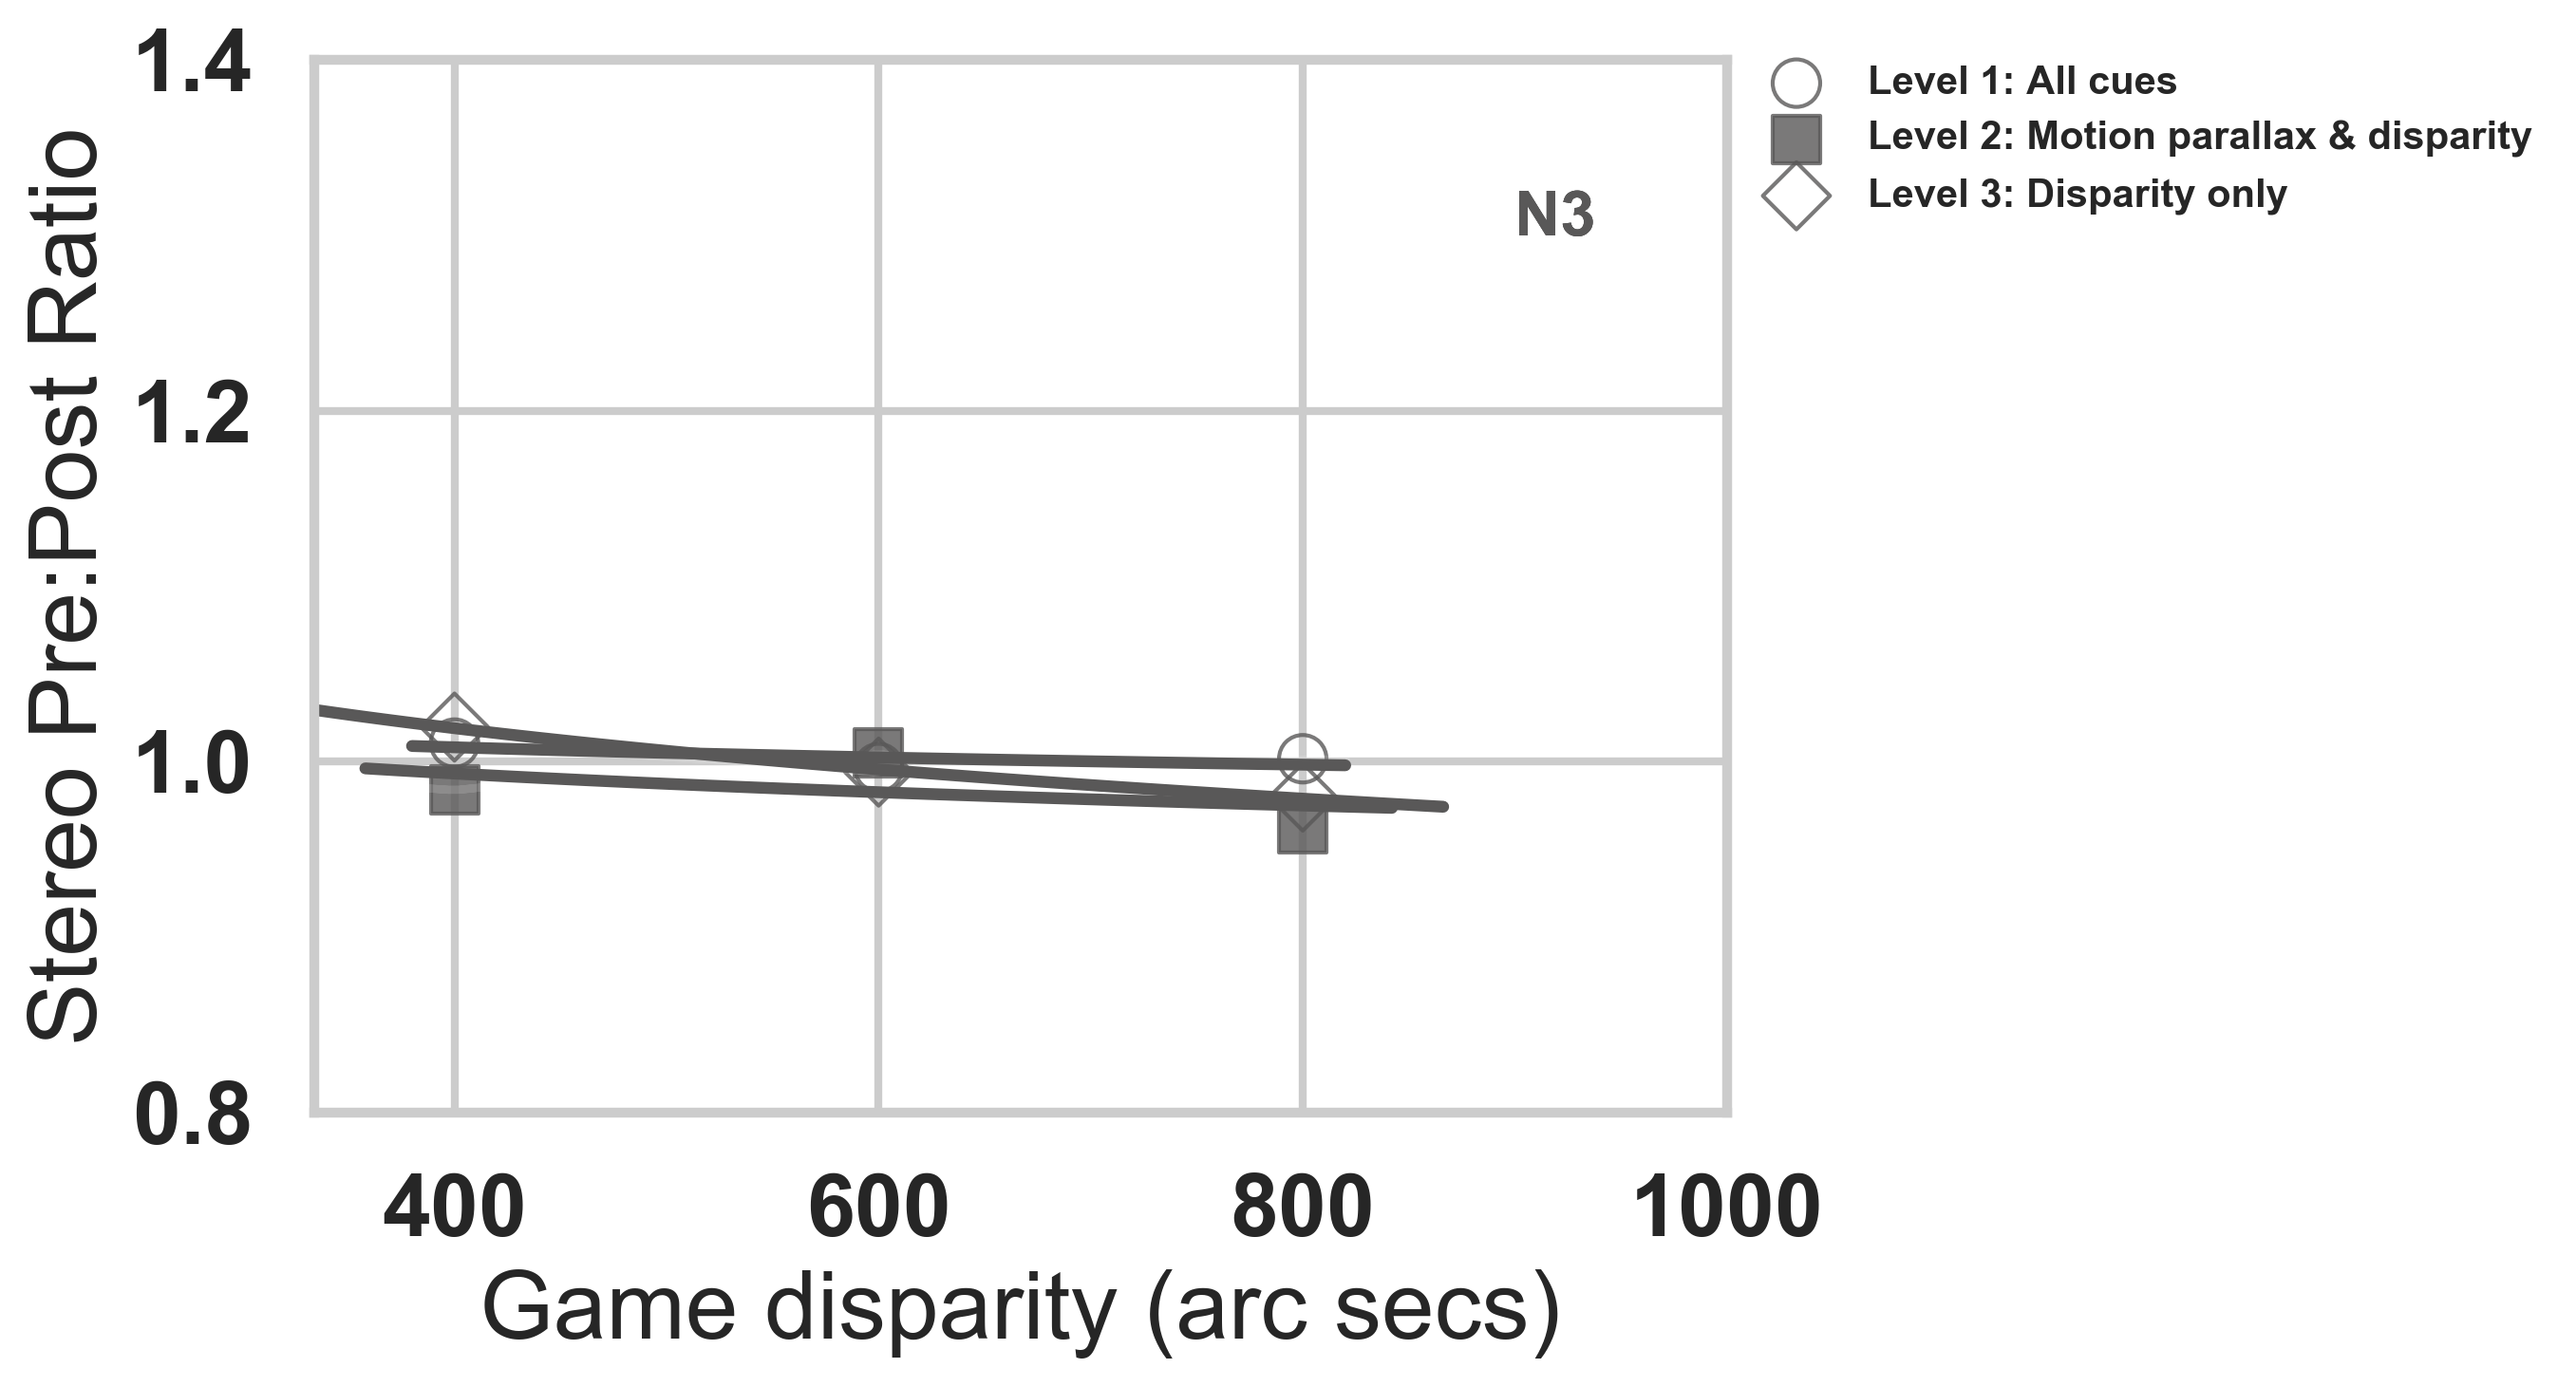 1.4
1.2
1.0
0.8
Stereo Pre:Post Ratio
N3
400 600 800 1000
Game disparity (arc secs)
Level 1: All cues
Level 2: Motion parallax & disparity
Level 3: Disparity only